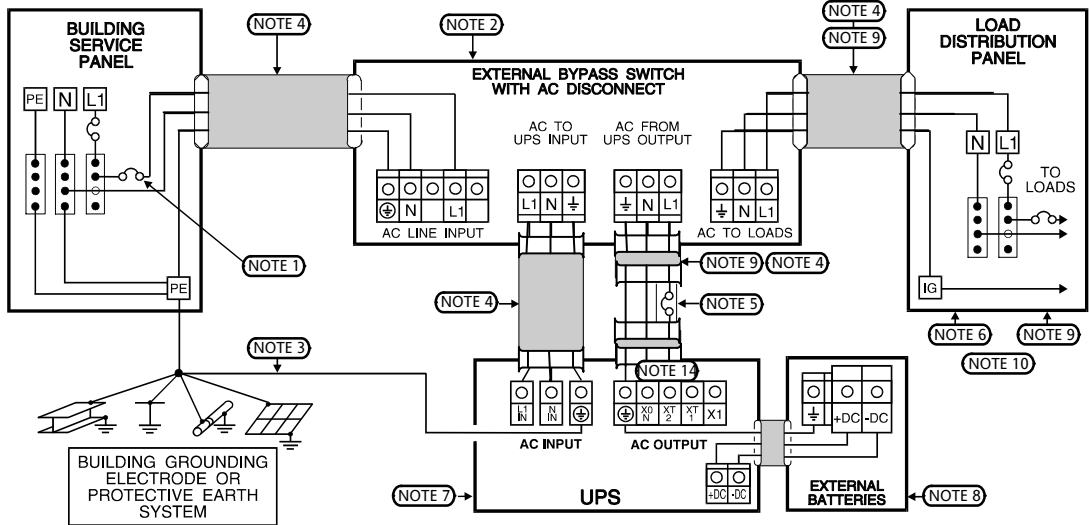 BUILDING
SERVICE
PANEL
PE N L1
PE
NOTE 1
NOTE 4
NOTE 2
EXTERNAL BYPASS SWITCH
WITH AC DISCONNECT
AC TO
UPS INPUT
AC FROM
UPS OUTPUT
N L1
AC LINE INPUT
L1 N
N L1
N L1
AC TO LOADS
NOTE 4
NOTE 9
LOAD
DISTRIBUTION
PANEL
N L1
TO
LOADS
IG
NOTE 6
NOTE 9
NOTE 10
NOTE 4
NOTE 9
NOTE 4
NOTE 5
NOTE 3
NOTE 14
L1
IN
N
IN
AC INPUT
X0
N
XT
2
XT
1
X1
AC OUTPUT
+DC -DC
UPS
NOTE 7
+DC -DC
EXTERNAL
BATTERIES
NOTE 8
BUILDING GROUNDING
ELECTRODE OR
PROTECTIVE EARTH
SYSTEM